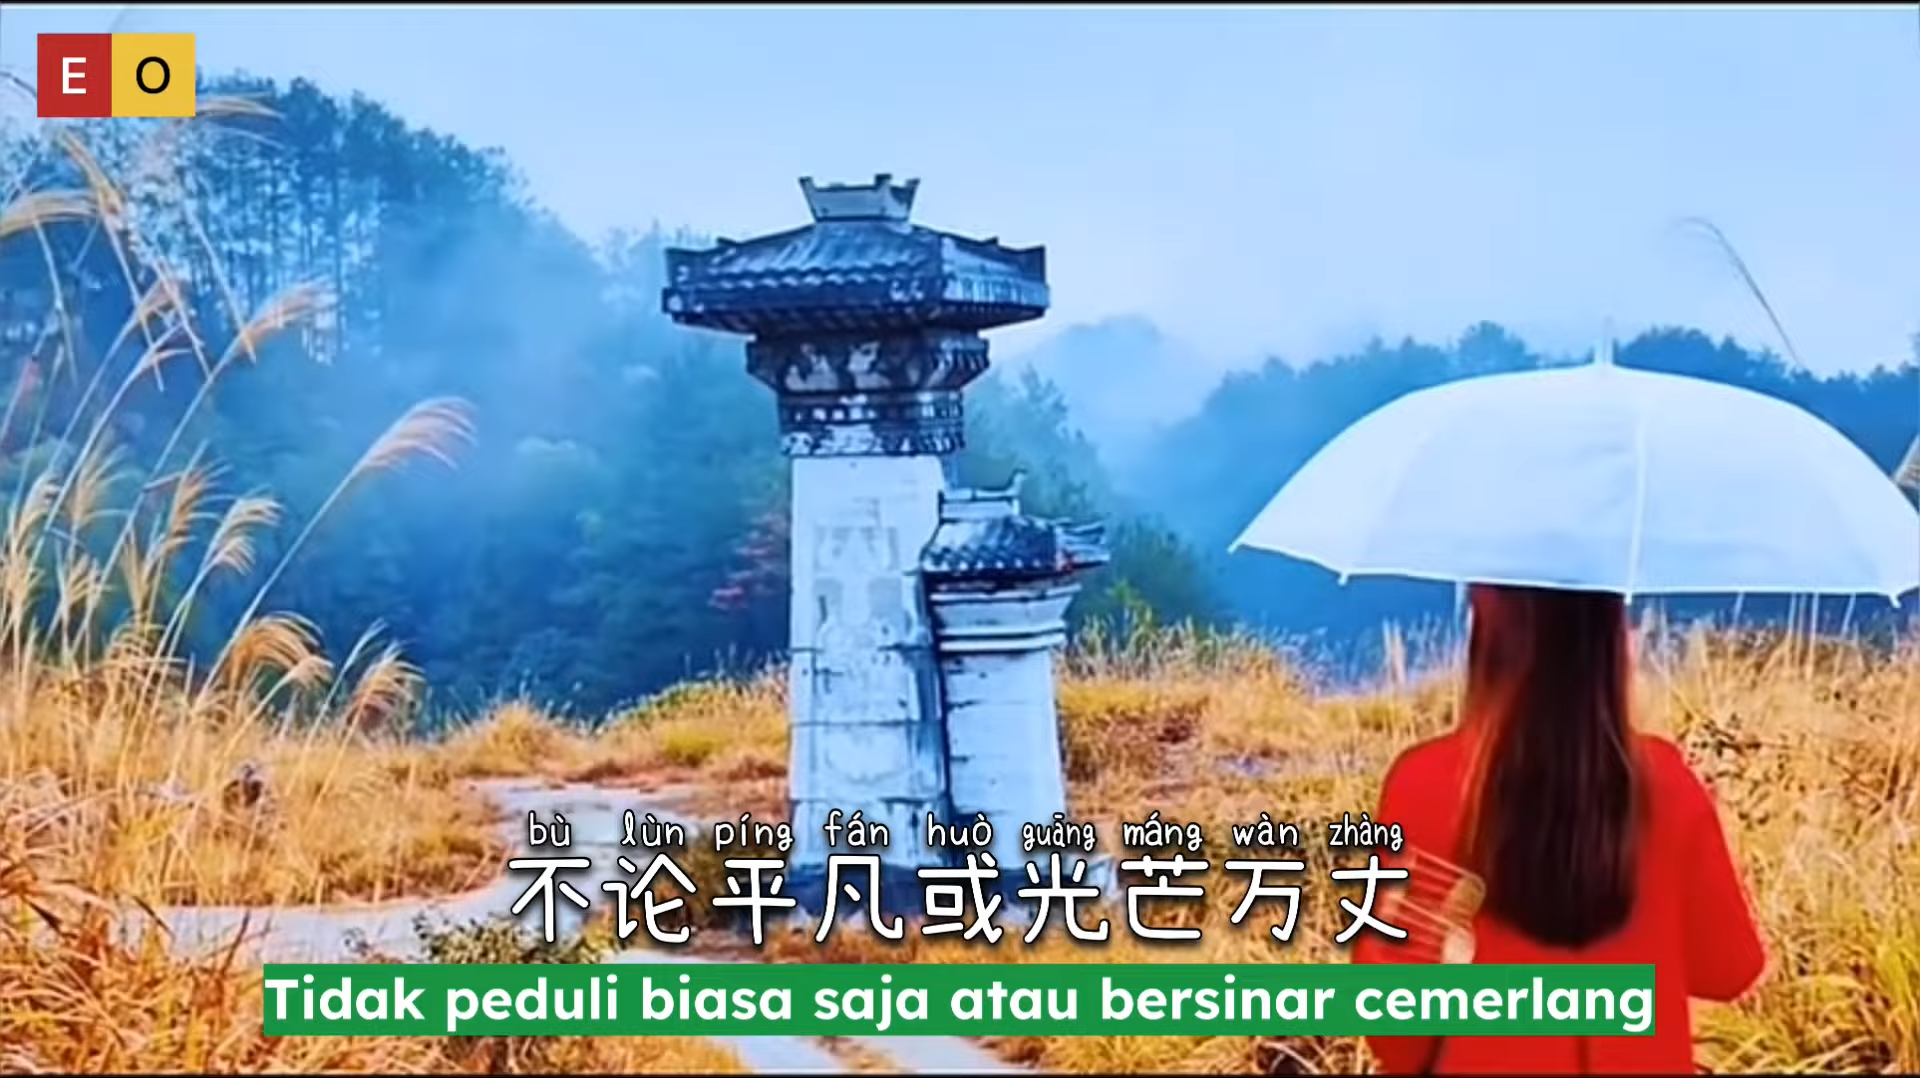 E O
bù lùn píng fán huò guāng máng wàn zhàng
不论平凡或光芒万丈
Tidak peduli biasa saja atau bersinar cemerlang